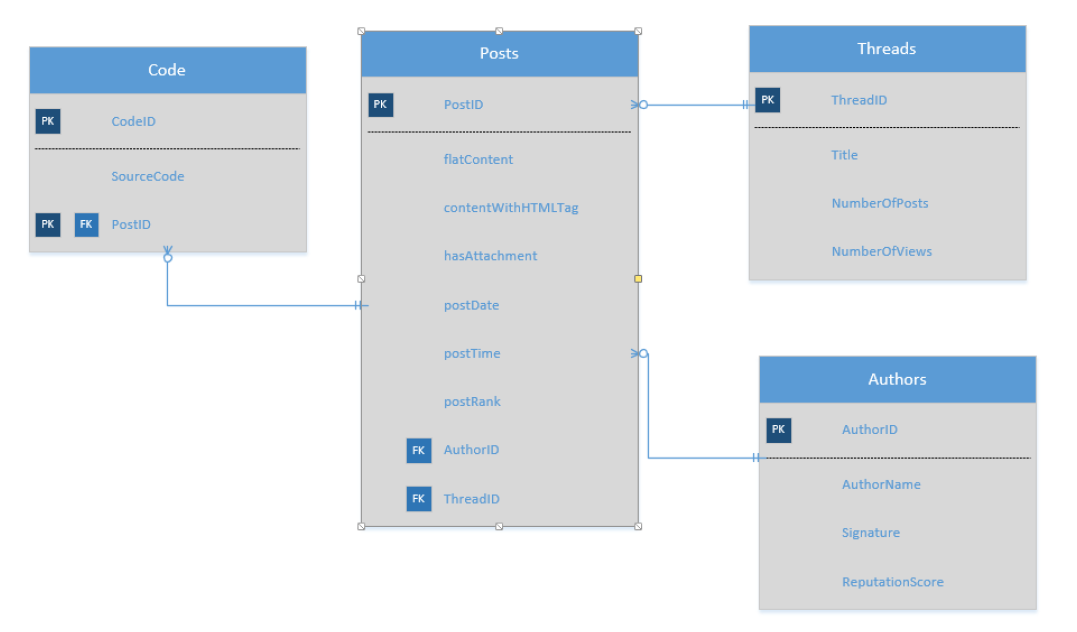 Code
PK CodeID
SourceCode
PK FK PostID
Posts
PK PostID
flatContent
contentWithHTMLTag
hasAttachment
postDate
postTime
postRank
FK AuthorID
FK ThreadID
Threads
PK ThreadID
Title
NumberOfPosts
NumberOfViews
Authors
PK AuthorID
AuthorName
Signature
ReputationScore